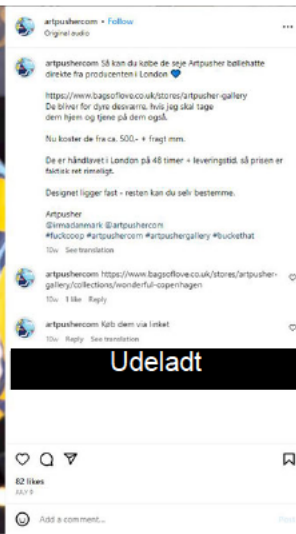 artpushercom • Follow
Original audio
artpushercom Så kan du købe de seje Artpusher bøllehatte
direkte fra producenten i London 💙
https://www.bagsoflove.co.uk/stores/artpusher-gallery
De bliver for dyre desværre, hvis jeg skal tage
dem hjem og tjene på dem også.
Nu koster de fra ca. 500,- + fragt mm.
De er håndlavet i London på 48 timer + leveringstid, så prisen er
faktisk ret rimeligt.
Designet ligger fast - resten kan du selv bestemme.
Artpusher
@irmadanmark @artpushercom
#fuckcoop #artpushercom #artpushergallery #buckethat
10w See translation
artpushercom https://www.bagsoflove.co.uk/stores/artpusher-
gallery/collections/wonderful-copenhagen
10w 1 like Reply
artpushercom Køb dem via linket
10w Reply See translation
Udeladt
82 likes
JULY 9
Add a comment...
Post